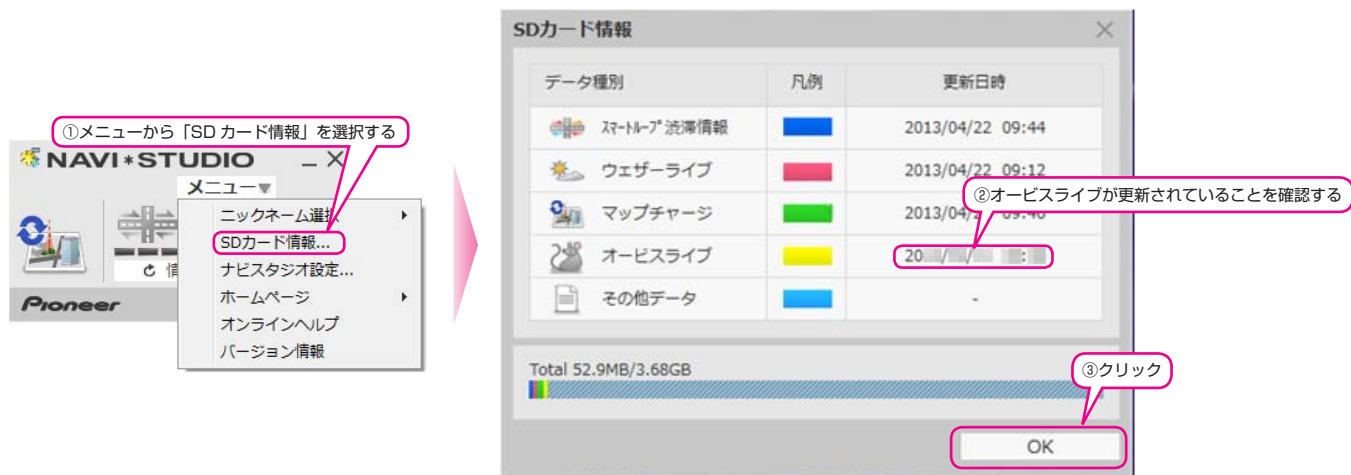 ①メニューから「SD カード情報」を選択する
NAVI*STUDIO
メニュー▼
ニックネーム選択
SDカード情報...
ナビスタジオ設定...
ホームページ
オンラインヘルプ
バージョン情報
Pioneer
SDカード情報
データ種別 凡例 更新日時
スマートループ渋滞情報 2013/04/22 09:44
ウェザーライブ 2013/04/22 09:12
②オービスライブが更新されていることを確認する
マップチャージ
オービスライブ 20 / / :
その他データ -
Total 52.9MB/3.68GB
③クリック
OK